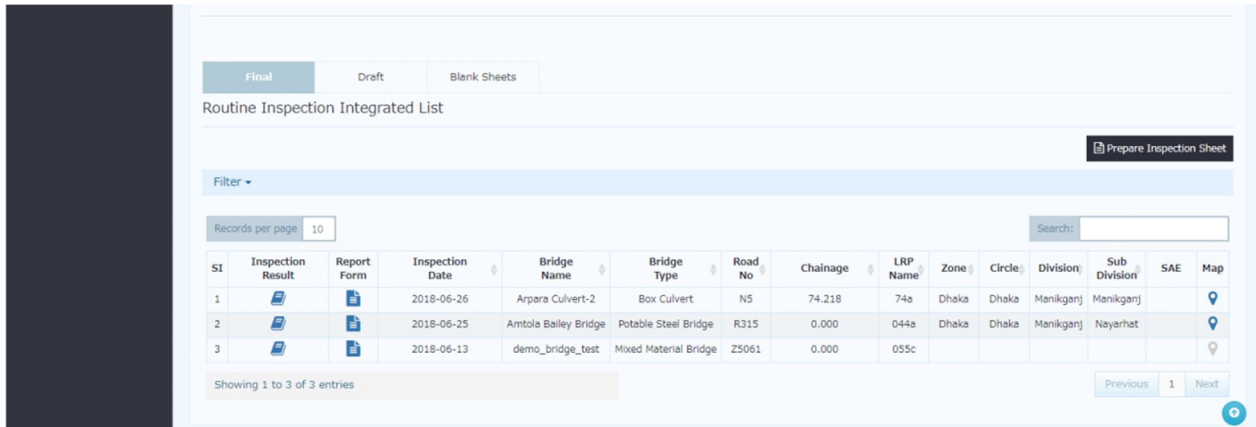 Final Draft Blank Sheets
Routine Inspection Integrated List
Prepare Inspection Sheet
Filter
Records per page 10 Search:
SI Inspection Result Report Form Inspection Date Bridge Name Bridge Type Road No Chainage LRP Name Zone Circle Division Sub Division SAE Map
1 2018-06-26 Arpara Culvert-2 Box Culvert N5 74.218 74a Dhaka Dhaka Manikganj Manikganj
2 2018-06-25 Amtola Bailey Bridge Potable Steel Bridge R315 0.000 044a Dhaka Dhaka Manikganj Nayarhat
3 2018-06-13 demo_bridge_test Mixed Material Bridge Z5061 0.000 055c
Showing 1 to 3 of 3 entries Previous 1 Next